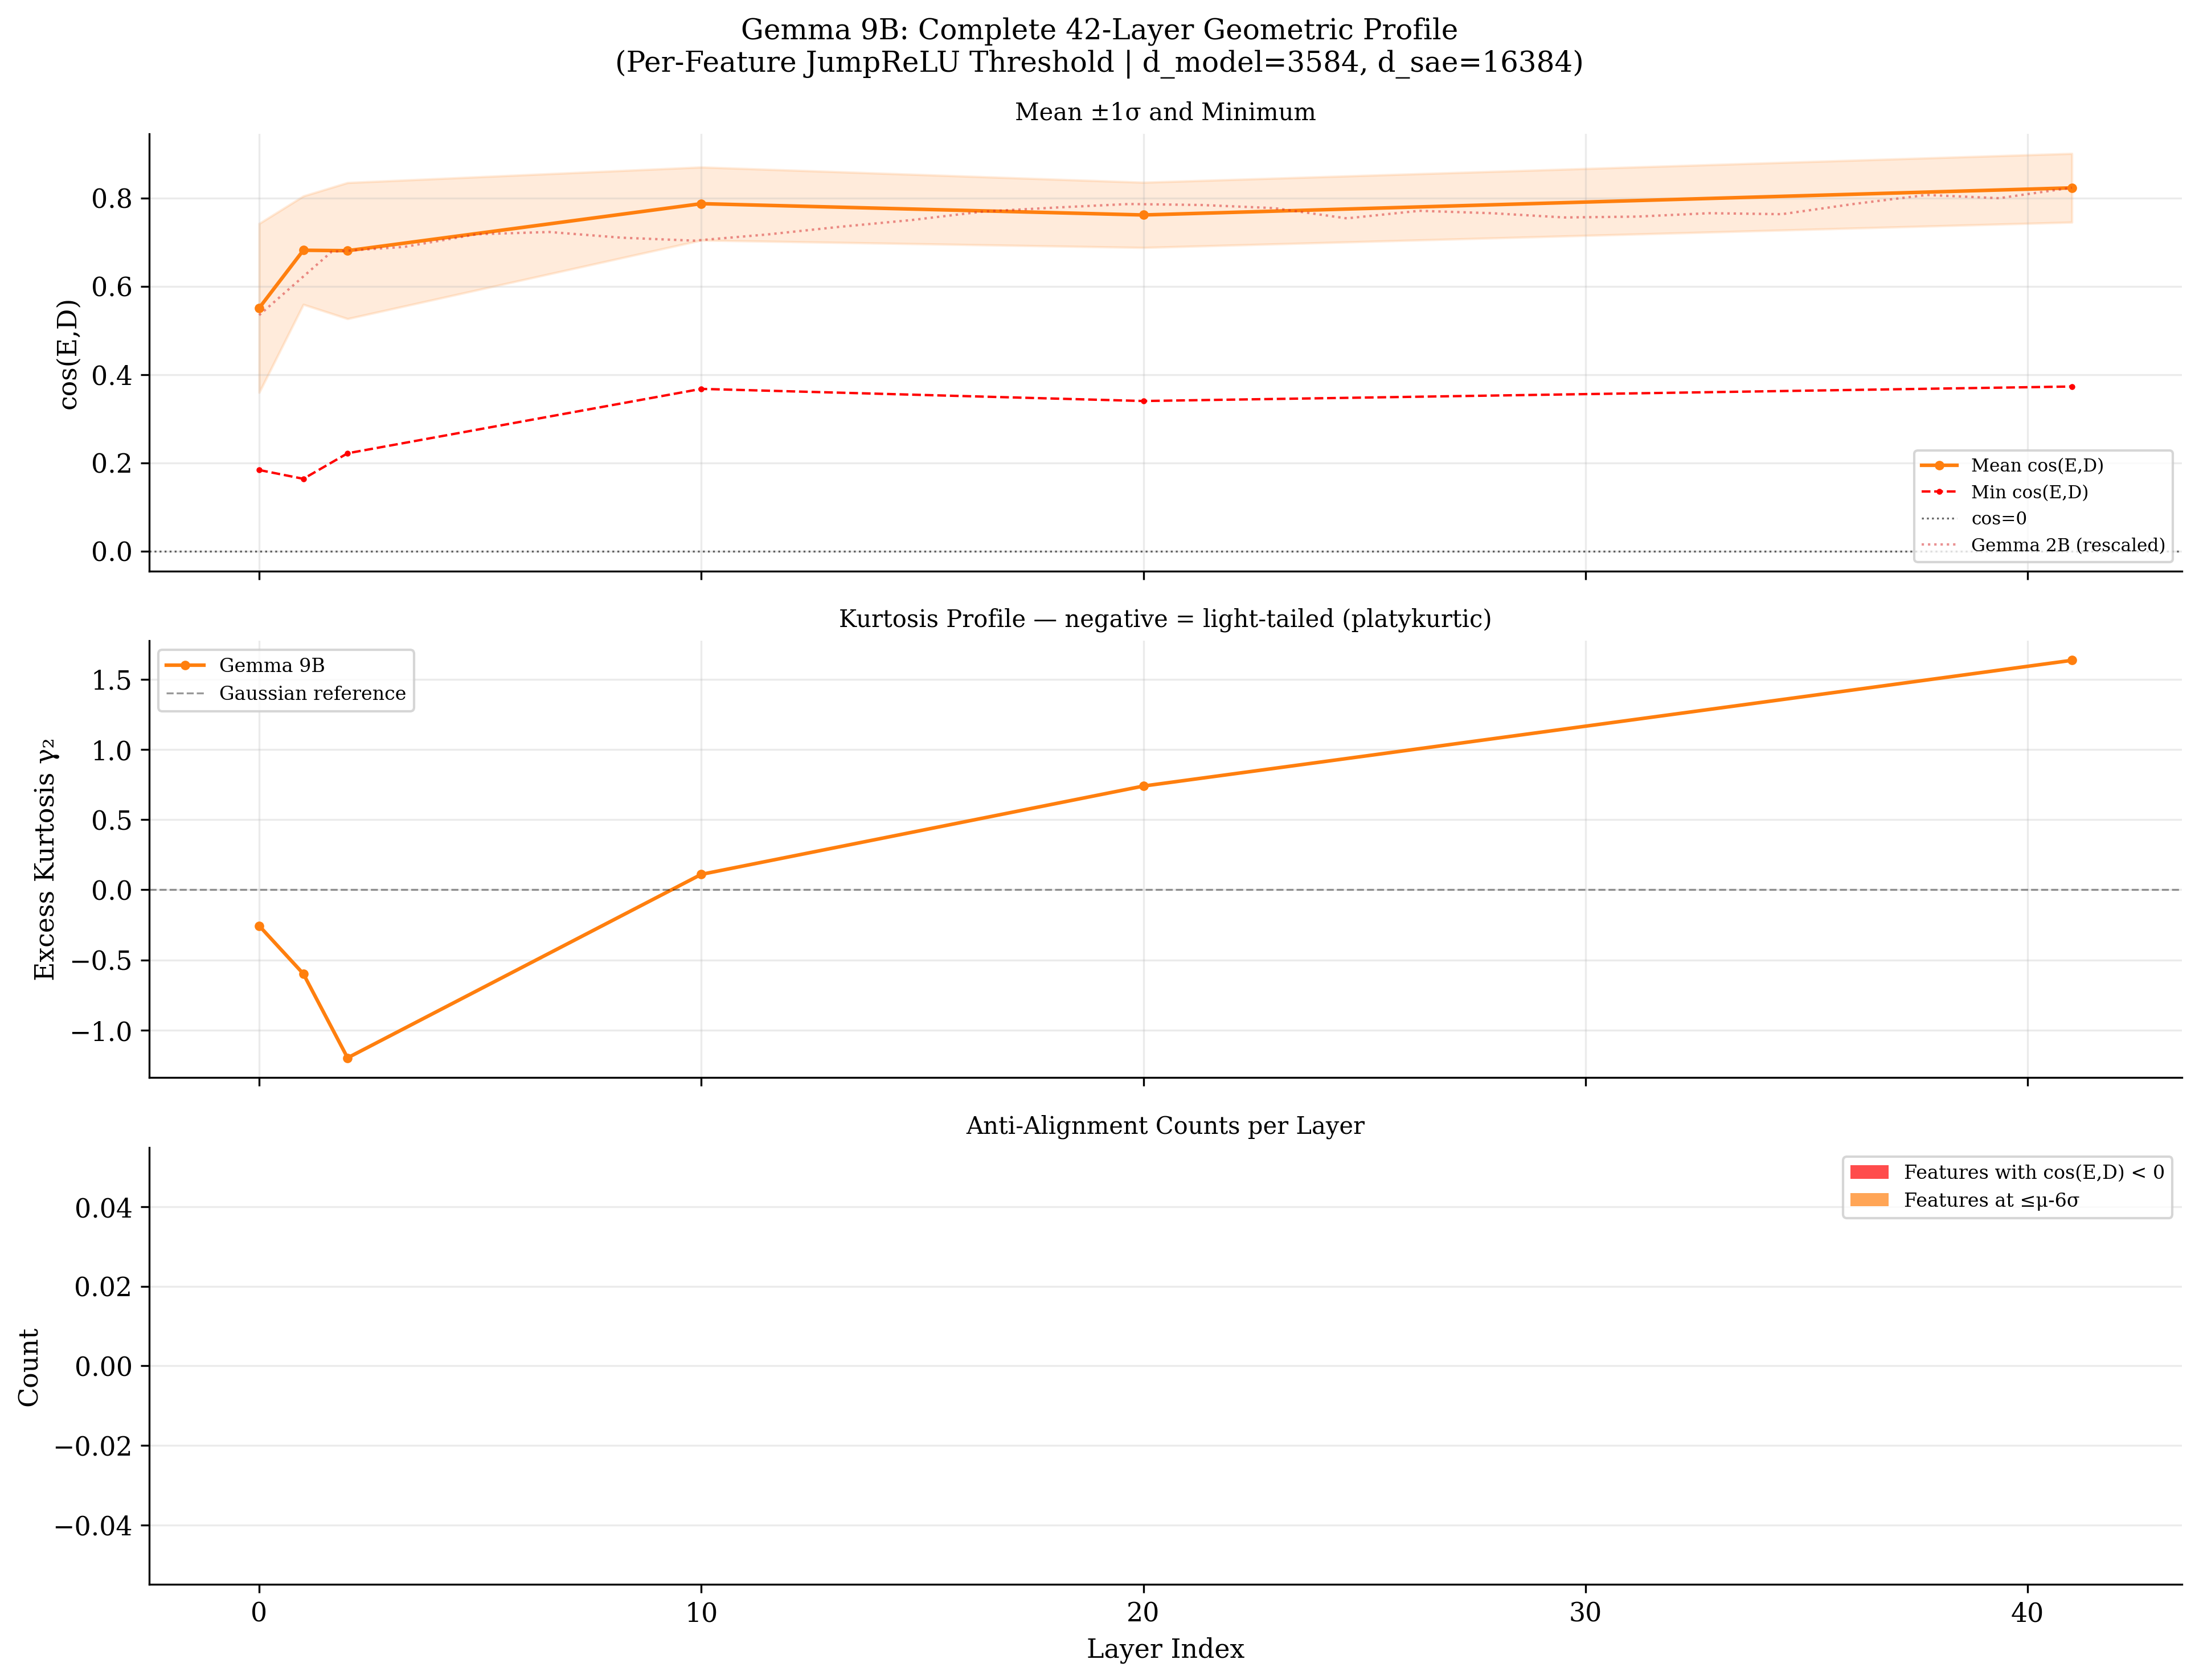 Gemma 9B: Complete 42-Layer Geometric Profile
(Per-Feature JumpReLU Threshold | d_model=3584, d_sae=16384)
Mean ±1σ and Minimum
cos(E,D)
0.8
0.6
0.4
0.2
0.0
Mean cos(E,D)
Min cos(E,D)
cos=0
Gemma 2B (rescaled)
Kurtosis Profile — negative = light-tailed (platykurtic)
Excess Kurtosis γ₂
1.5
1.0
0.5
0.0
−0.5
−1.0
Gemma 9B
Gaussian reference
Anti-Alignment Counts per Layer
Count
0.04
0.02
0.00
−0.02
−0.04
Features with cos(E,D) < 0
Features at ≤μ-6σ
0
10
20
30
40
Layer Index